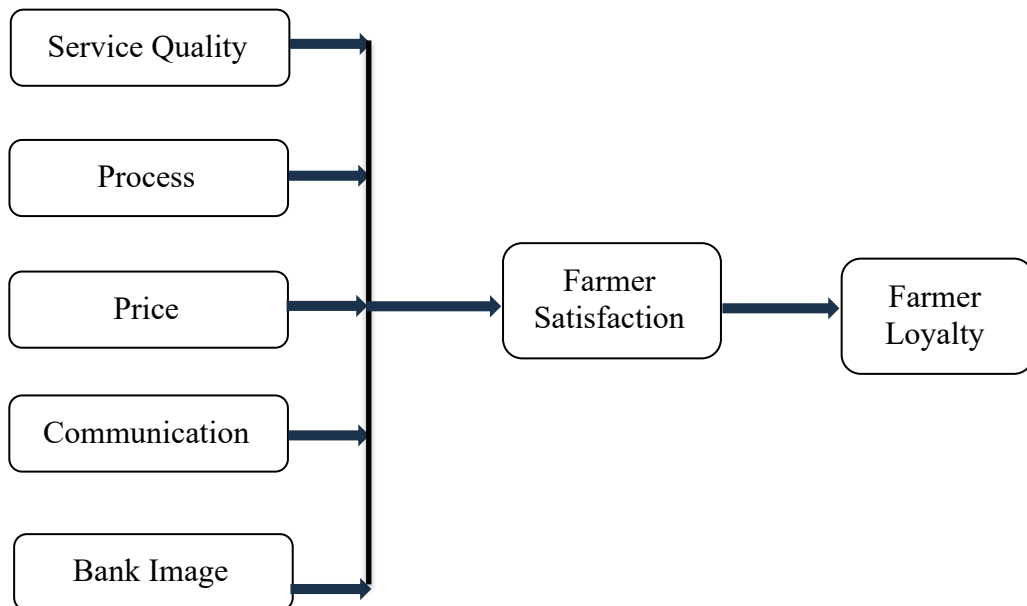 Service Quality
Process
Price
Communication
Bank Image
Farmer
Satisfaction
Farmer
Loyalty